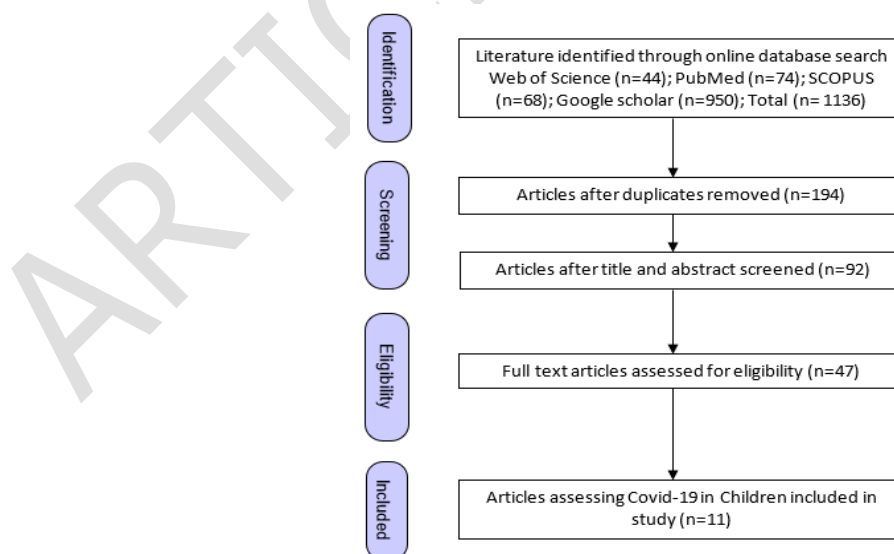 ARTIC
Identification
Literature identified through online database search
Web of Science (n=44); PubMed (n=74); SCOPUS
(n=68); Google scholar (n=950); Total (n= 1136)
Screening
Articles after duplicates removed (n=194)
Articles after title and abstract screened (n=92)
Eligibility
Full text articles assessed for eligibility (n=47)
Included
Articles assessing Covid-19 in Children included in
study (n=11)